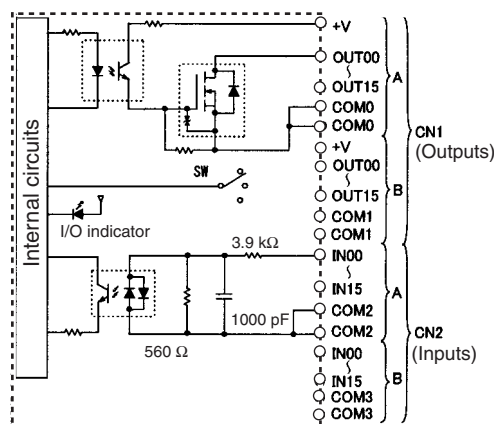 Internal circuits
+V
OUT00
OUT15
COM0
COM0
A
+V
OUT00
OUT15
COM1
COM1
B
CN1
(Outputs)
SW
I/O indicator
3.9 kΩ
1000 pF
560 Ω
IN00
IN15
COM2
COM2
A
IN00
IN15
COM3
COM3
B
CN2
(Inputs)